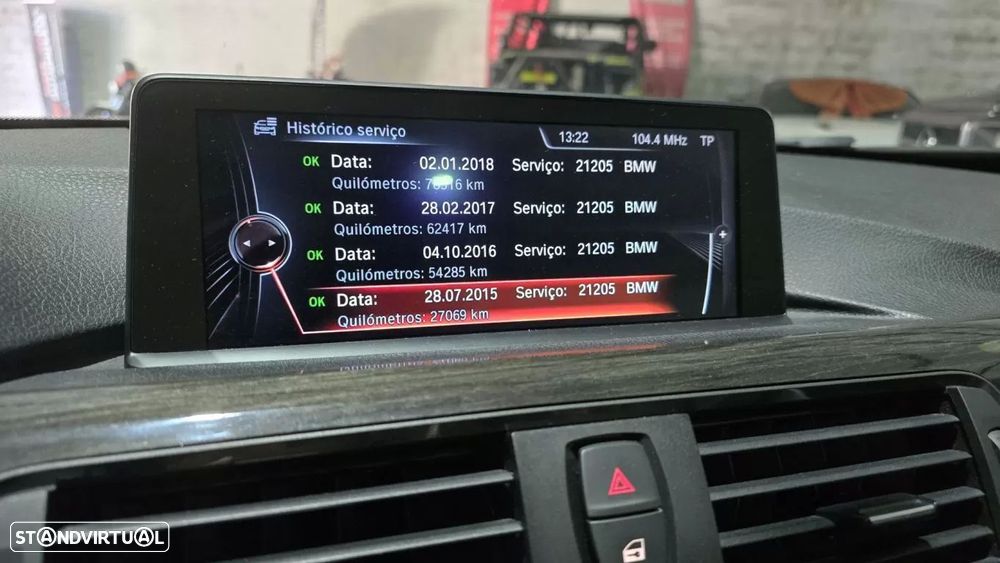 Histórico serviço 13:22 104.4 MHz TP
OK Data: 02.01.2018 Serviço: 21205 BMW
Quilómetros: 70316 km
OK Data: 28.02.2017 Serviço: 21205 BMW
Quilómetros: 62417 km
OK Data: 04.10.2016 Serviço: 21205 BMW
Quilómetros: 54285 km
OK Data: 28.07.2015 Serviço: 21205 BMW
Quilómetros: 27069 km
STANDVIRTUAL